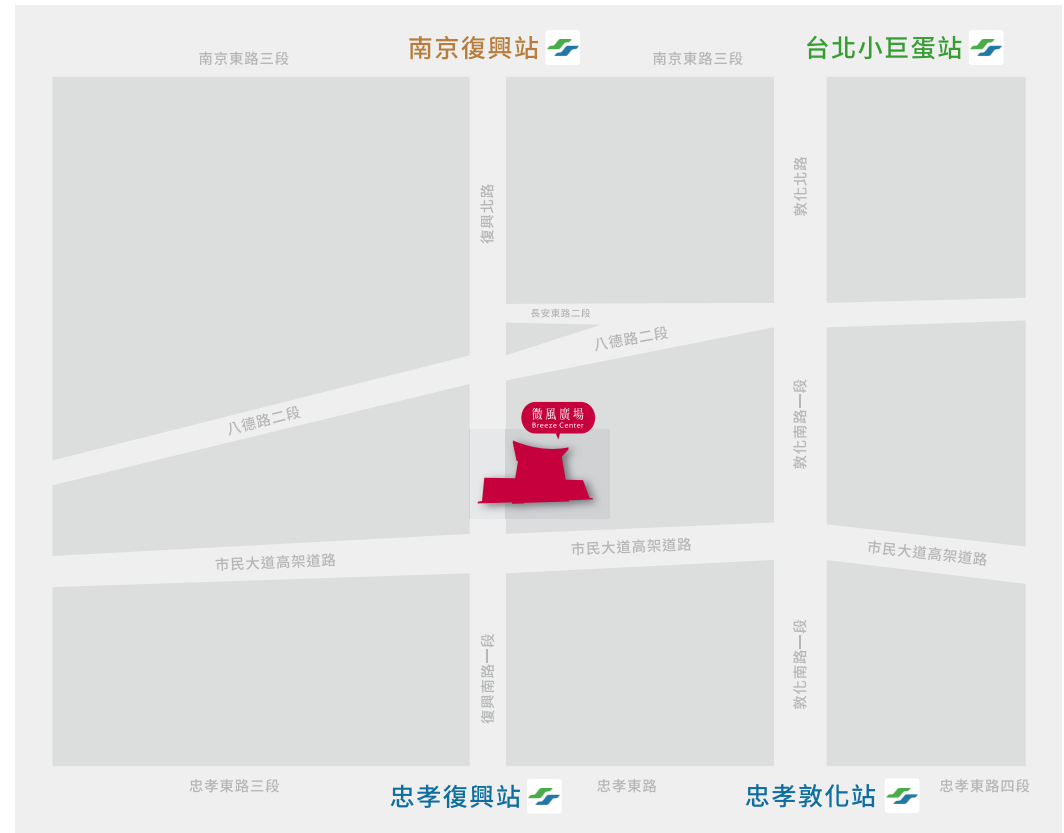 南京復興站
台北小巨蛋站
南京東路三段
南京東路三段
復興北路
敦化北路
長安東路二段
八德路二段
八德路二段
敦化南路一段
微風廣場
Breeze Center
市民大道高架道路
市民大道高架道路
市民大道高架道路
復興南路一段
敦化南路一段
忠孝東路三段
忠孝復興站
忠孝東路
忠孝敦化站
忠孝東路四段